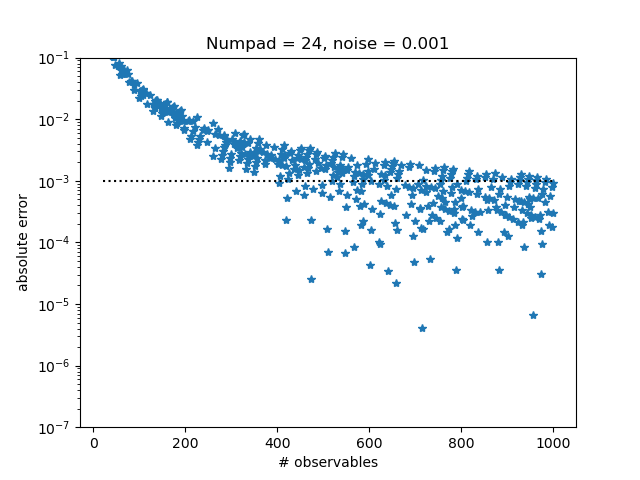 Numpad = 24, noise = 0.001
absolute error
10⁻¹
10⁻²
10⁻³
10⁻⁴
10⁻⁵
10⁻⁶
10⁻⁷
0 200 400 600 800 1000
# observables